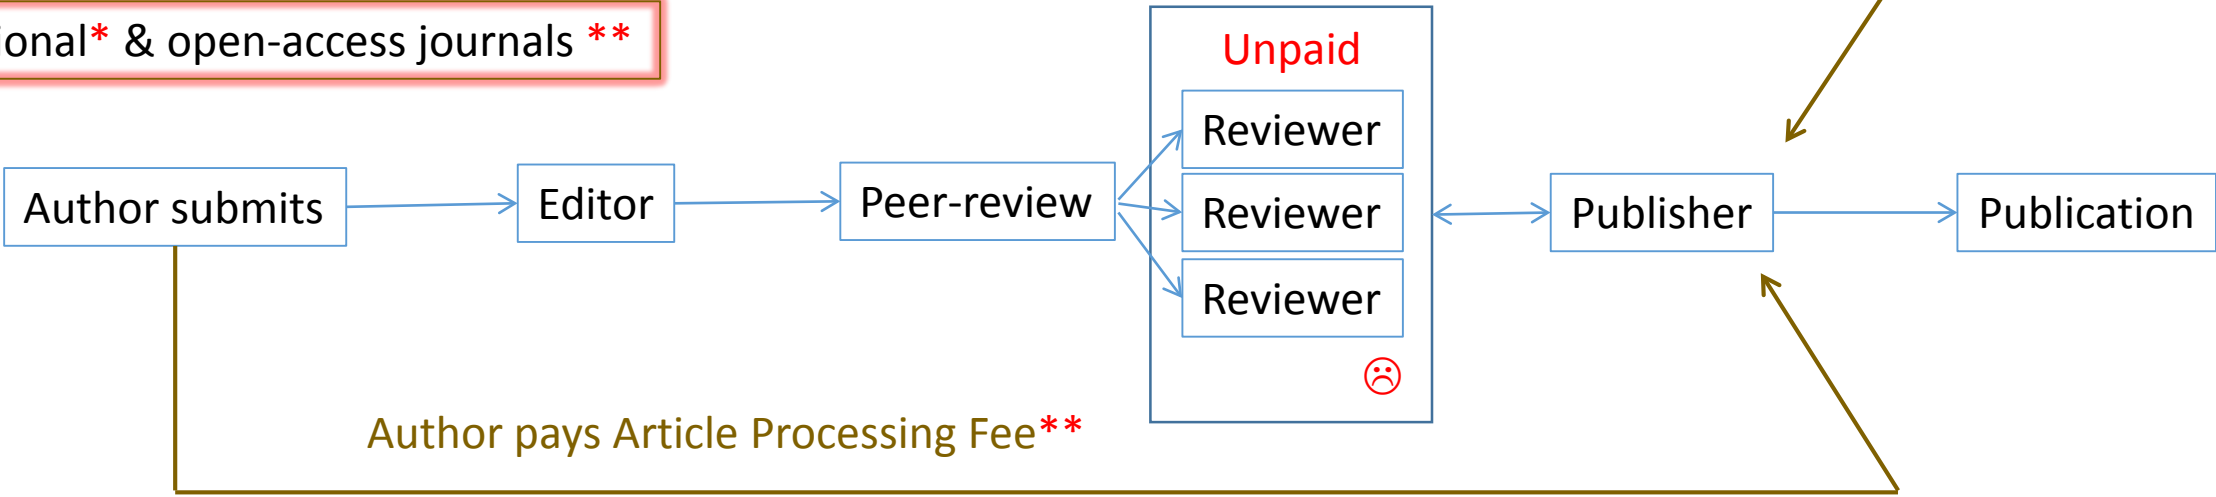 ional* & open-access journals **
Unpaid
Reviewer
Author submits
Editor
Peer-review
Reviewer
Publisher
Publication
Reviewer
☹
Author pays Article Processing Fee**